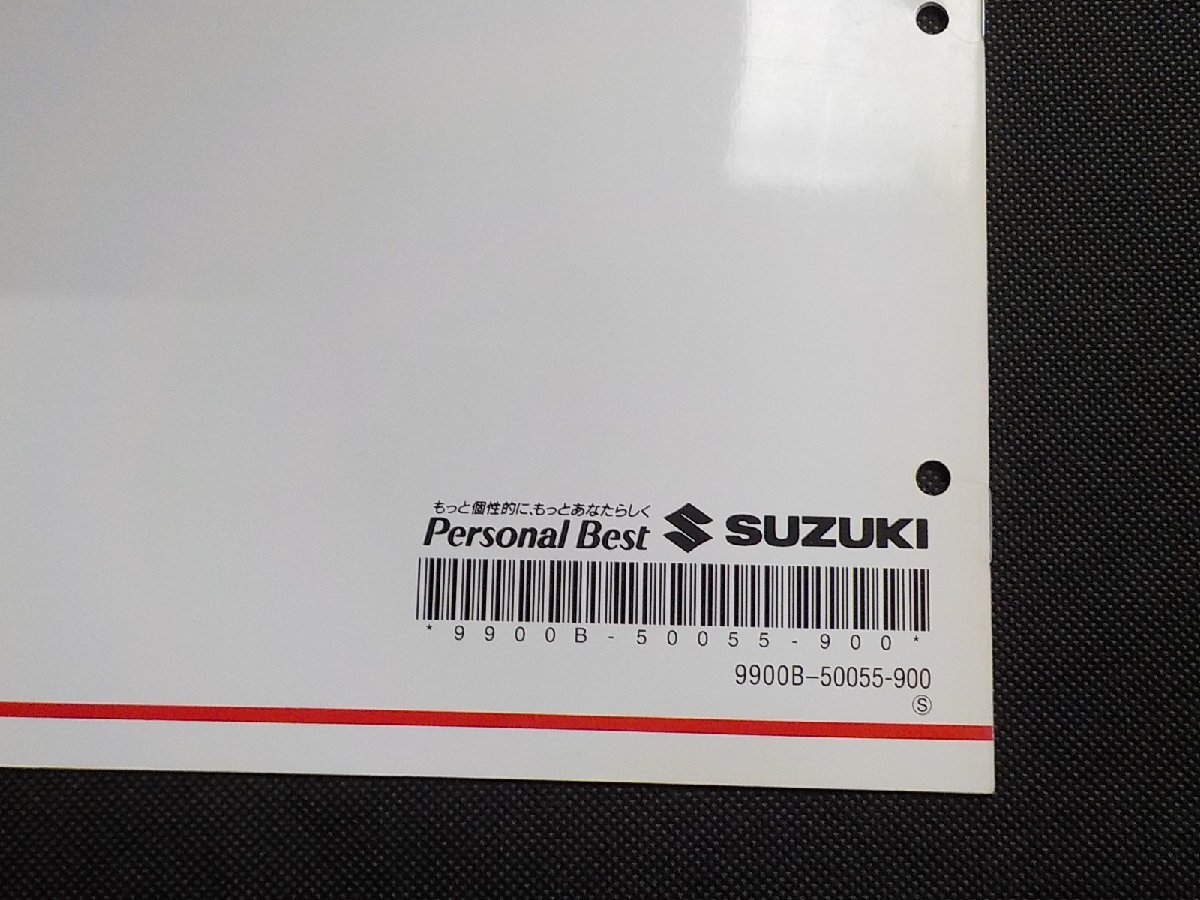 もっと個性的に、もっとあなたらしく
Personal Best SUZUKI
*9900B-50055-900*
9900B-50055-900
Ⓢ